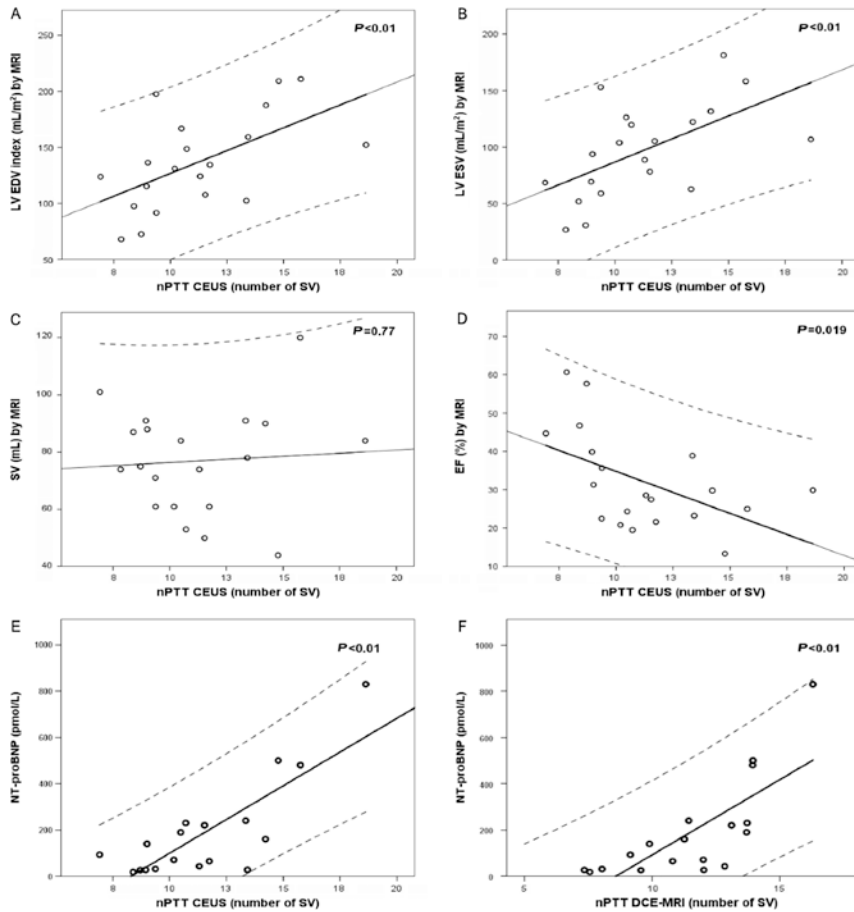 A
P<0.01
LV EDV index (mL/m²) by MRI
250
200
150
100
50
8 10 13 15 18 20
nPTT CEUS (number of SV)
B
P<0.01
LV ESV (mL/m²) by MRI
200
150
100
50
0
8 10 13 15 18 20
nPTT CEUS (number of SV)
C
P=0.77
SV (mL) by MRI
120
100
80
60
40
8 10 13 15 18 20
nPTT CEUS (number of SV)
D
P=0.019
EF (%) by MRI
70
60
50
40
30
20
10
8 10 13 15 18 20
nPTT CEUS (number of SV)
E
P<0.01
NT-proBNP (pmol/L)
1000
800
600
400
200
0
8 10 13 15 18 20
nPTT CEUS (number of SV)
F
P<0.01
NT-proBNP (pmol/L)
1000
800
600
400
200
0
5 10 15
nPTT DCE-MRI (number of SV)